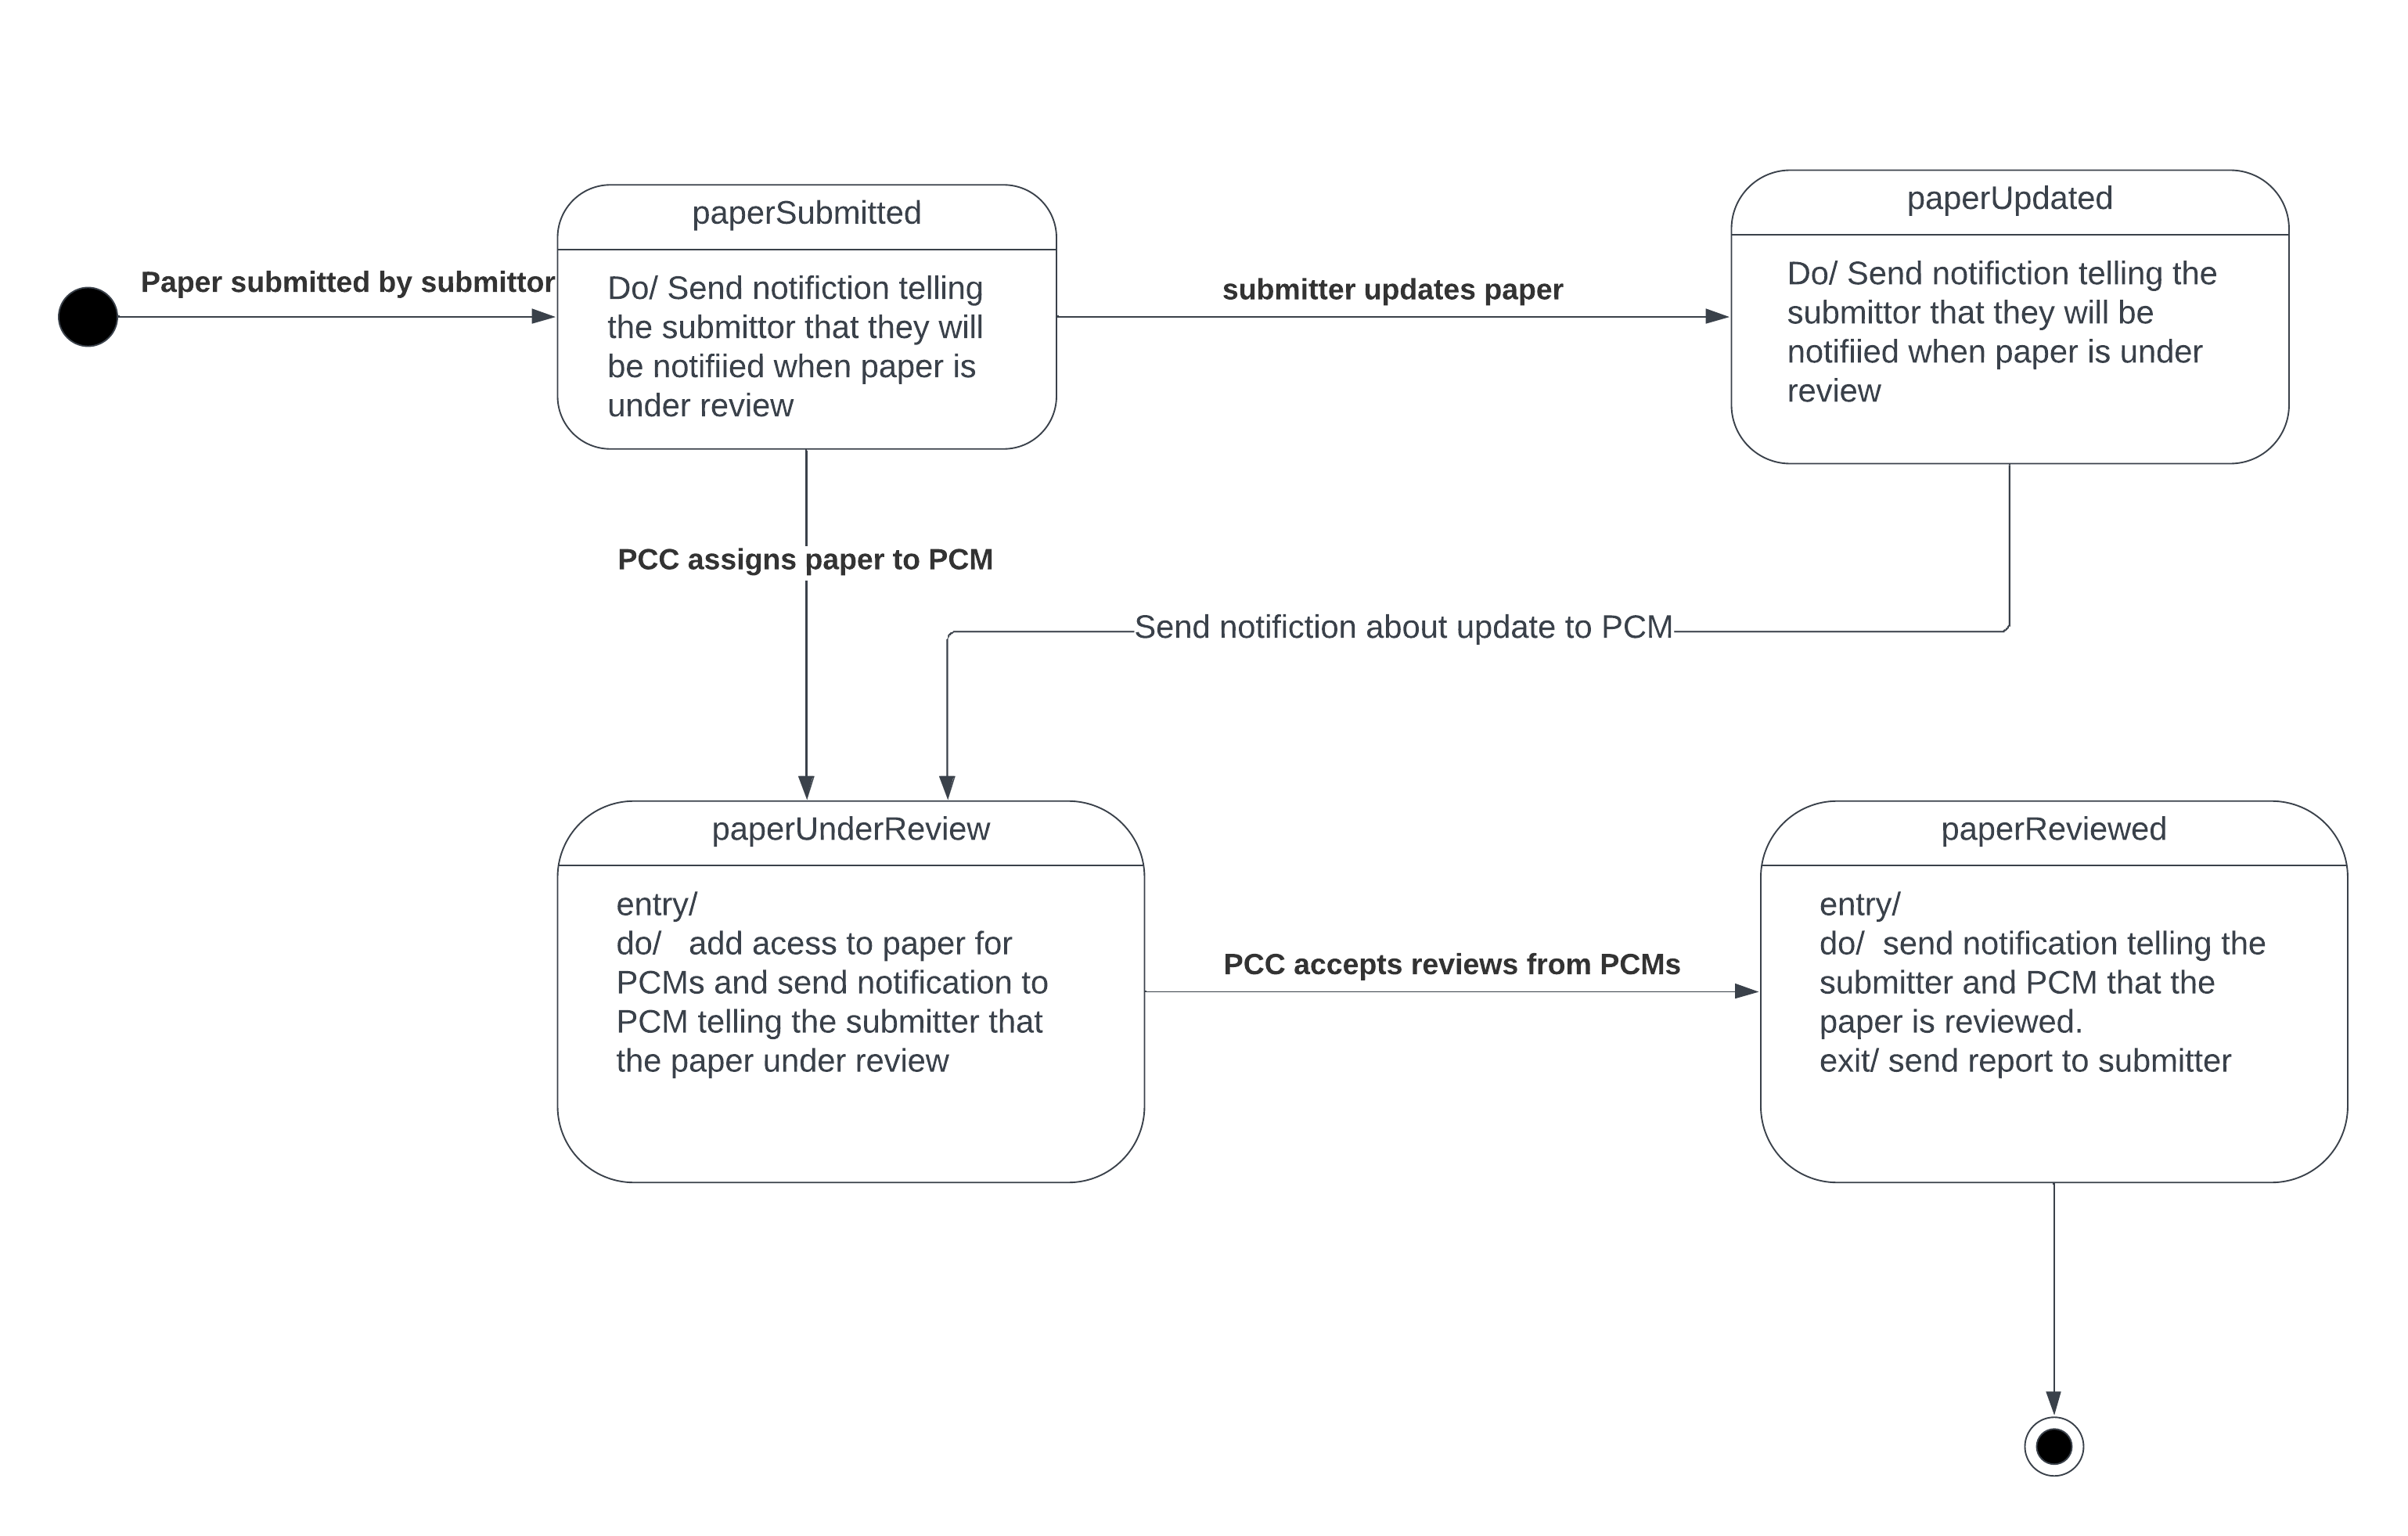 paperSubmitted
paperUpdated
Paper submitted by submittor
Do/ Send notifiction telling
the submittor that they will
be notifiied when paper is
under review
submitter updates paper
Do/ Send notifiction telling the
submittor that they will be
notifiied when paper is under
review
PCC assigns paper to PCM
Send notifiction about update to PCM
paperUnderReview
entry/
do/   add acess to paper for
PCMs and send notification to
PCM telling the submitter that
the paper under review
PCC accepts reviews from PCMs
paperReviewed
entry/
do/  send notification telling the
submitter and PCM that the
paper is reviewed.
exit/ send report to submitter